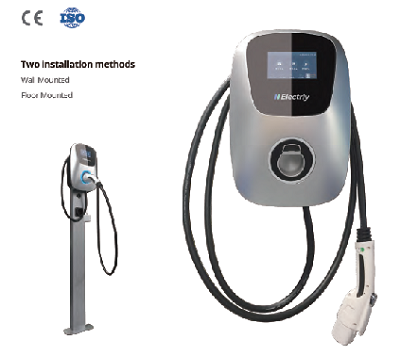 CE ISO
Two installation methods
Wall Mounted
Floor Mounted
Electriy